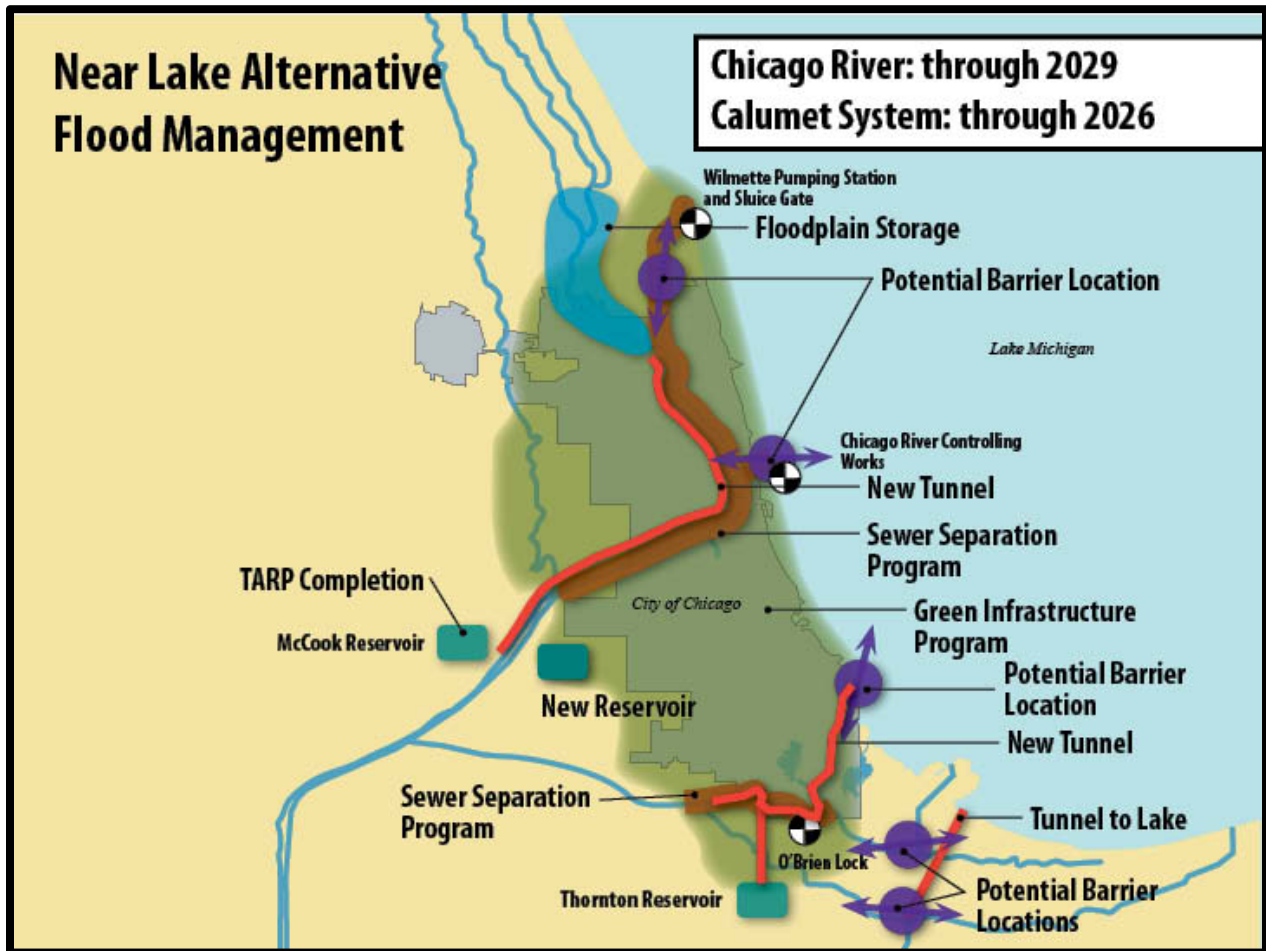 Near Lake Alternative
Flood Management
Chicago River: through 2029
Calumet System: through 2026
Wilmette Pumping Station
and Sluice Gate
Floodplain Storage
Potential Barrier Location
Lake Michigan
Chicago River Controlling
Works
New Tunnel
Sewer Separation
Program
TARP Completion
McCook Reservoir
City of Chicago
Green Infrastructure
Program
New Reservoir
Potential Barrier
Location
New Tunnel
Sewer Separation
Program
Tunnel to Lake
O'Brien Lock
Thornton Reservoir
Potential Barrier
Locations